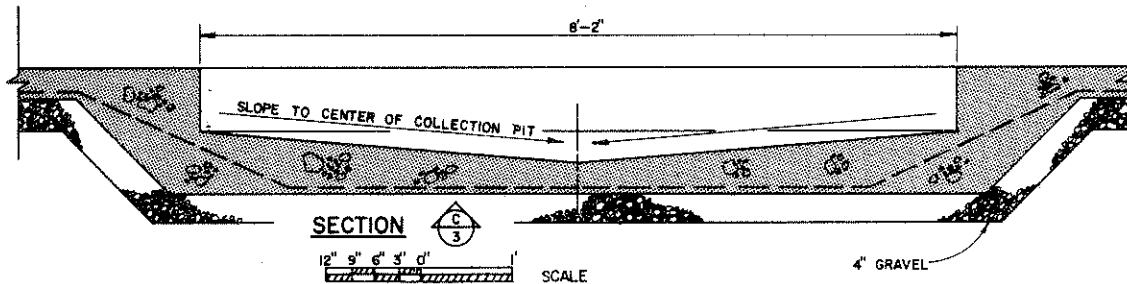 8'-2"
SLOPE TO CENTER OF COLLECTION PIT
SECTION
C
3
12" 9" 6" 3" 0" 1'
SCALE
4" GRAVEL